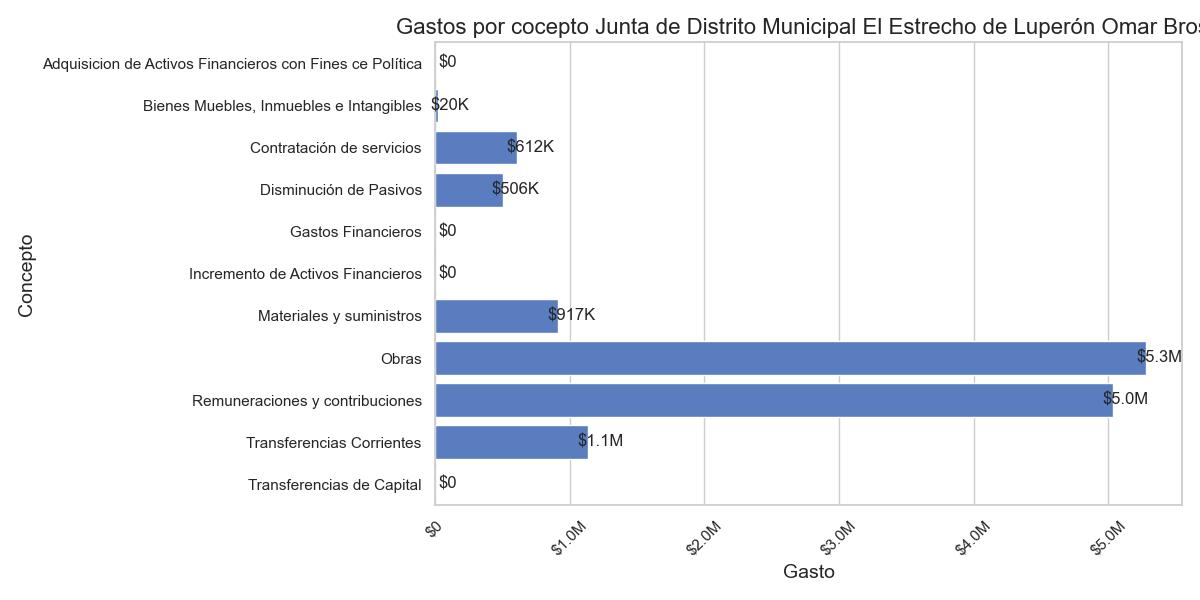 Gastos por cocepto Junta de Distrito Municipal El Estrecho de Luperón Omar Bros
Adquisicion de Activos Financieros con Fines ce Política $0
Bienes Muebles, Inmuebles e Intangibles $20K
Contratación de servicios $612K
Disminución de Pasivos $506K
Gastos Financieros $0
Incremento de Activos Financieros $0
Materiales y suministros $917K
Obras $5.3M
Remuneraciones y contribuciones $5.0M
Transferencias Corrientes $1.1M
Transferencias de Capital $0
Concepto
$0 $1.0M $2.0M $3.0M $4.0M $5.0M
Gasto